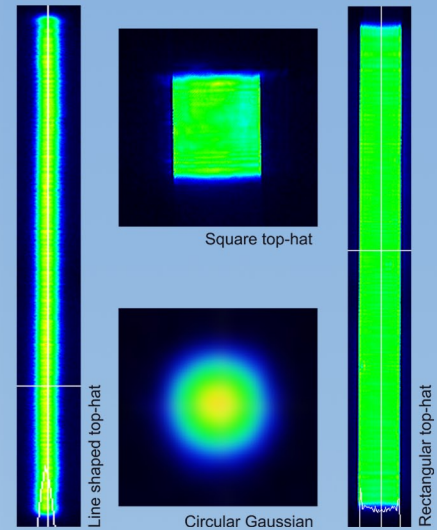 Line shaped top-hat
Square top-hat
Circular Gaussian
Rectangular top-hat